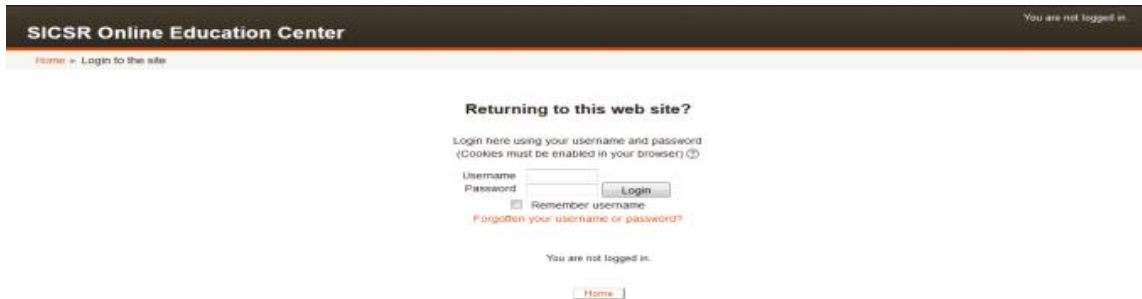 You are not logged in.
SICSR Online Education Center
Home ► Login to the site
Returning to this web site?
Login here using your username and password
(Cookies must be enabled in your browser) ?
Username
Password Login
Remember username
Forgotten your username or password?
You are not logged in.
Home